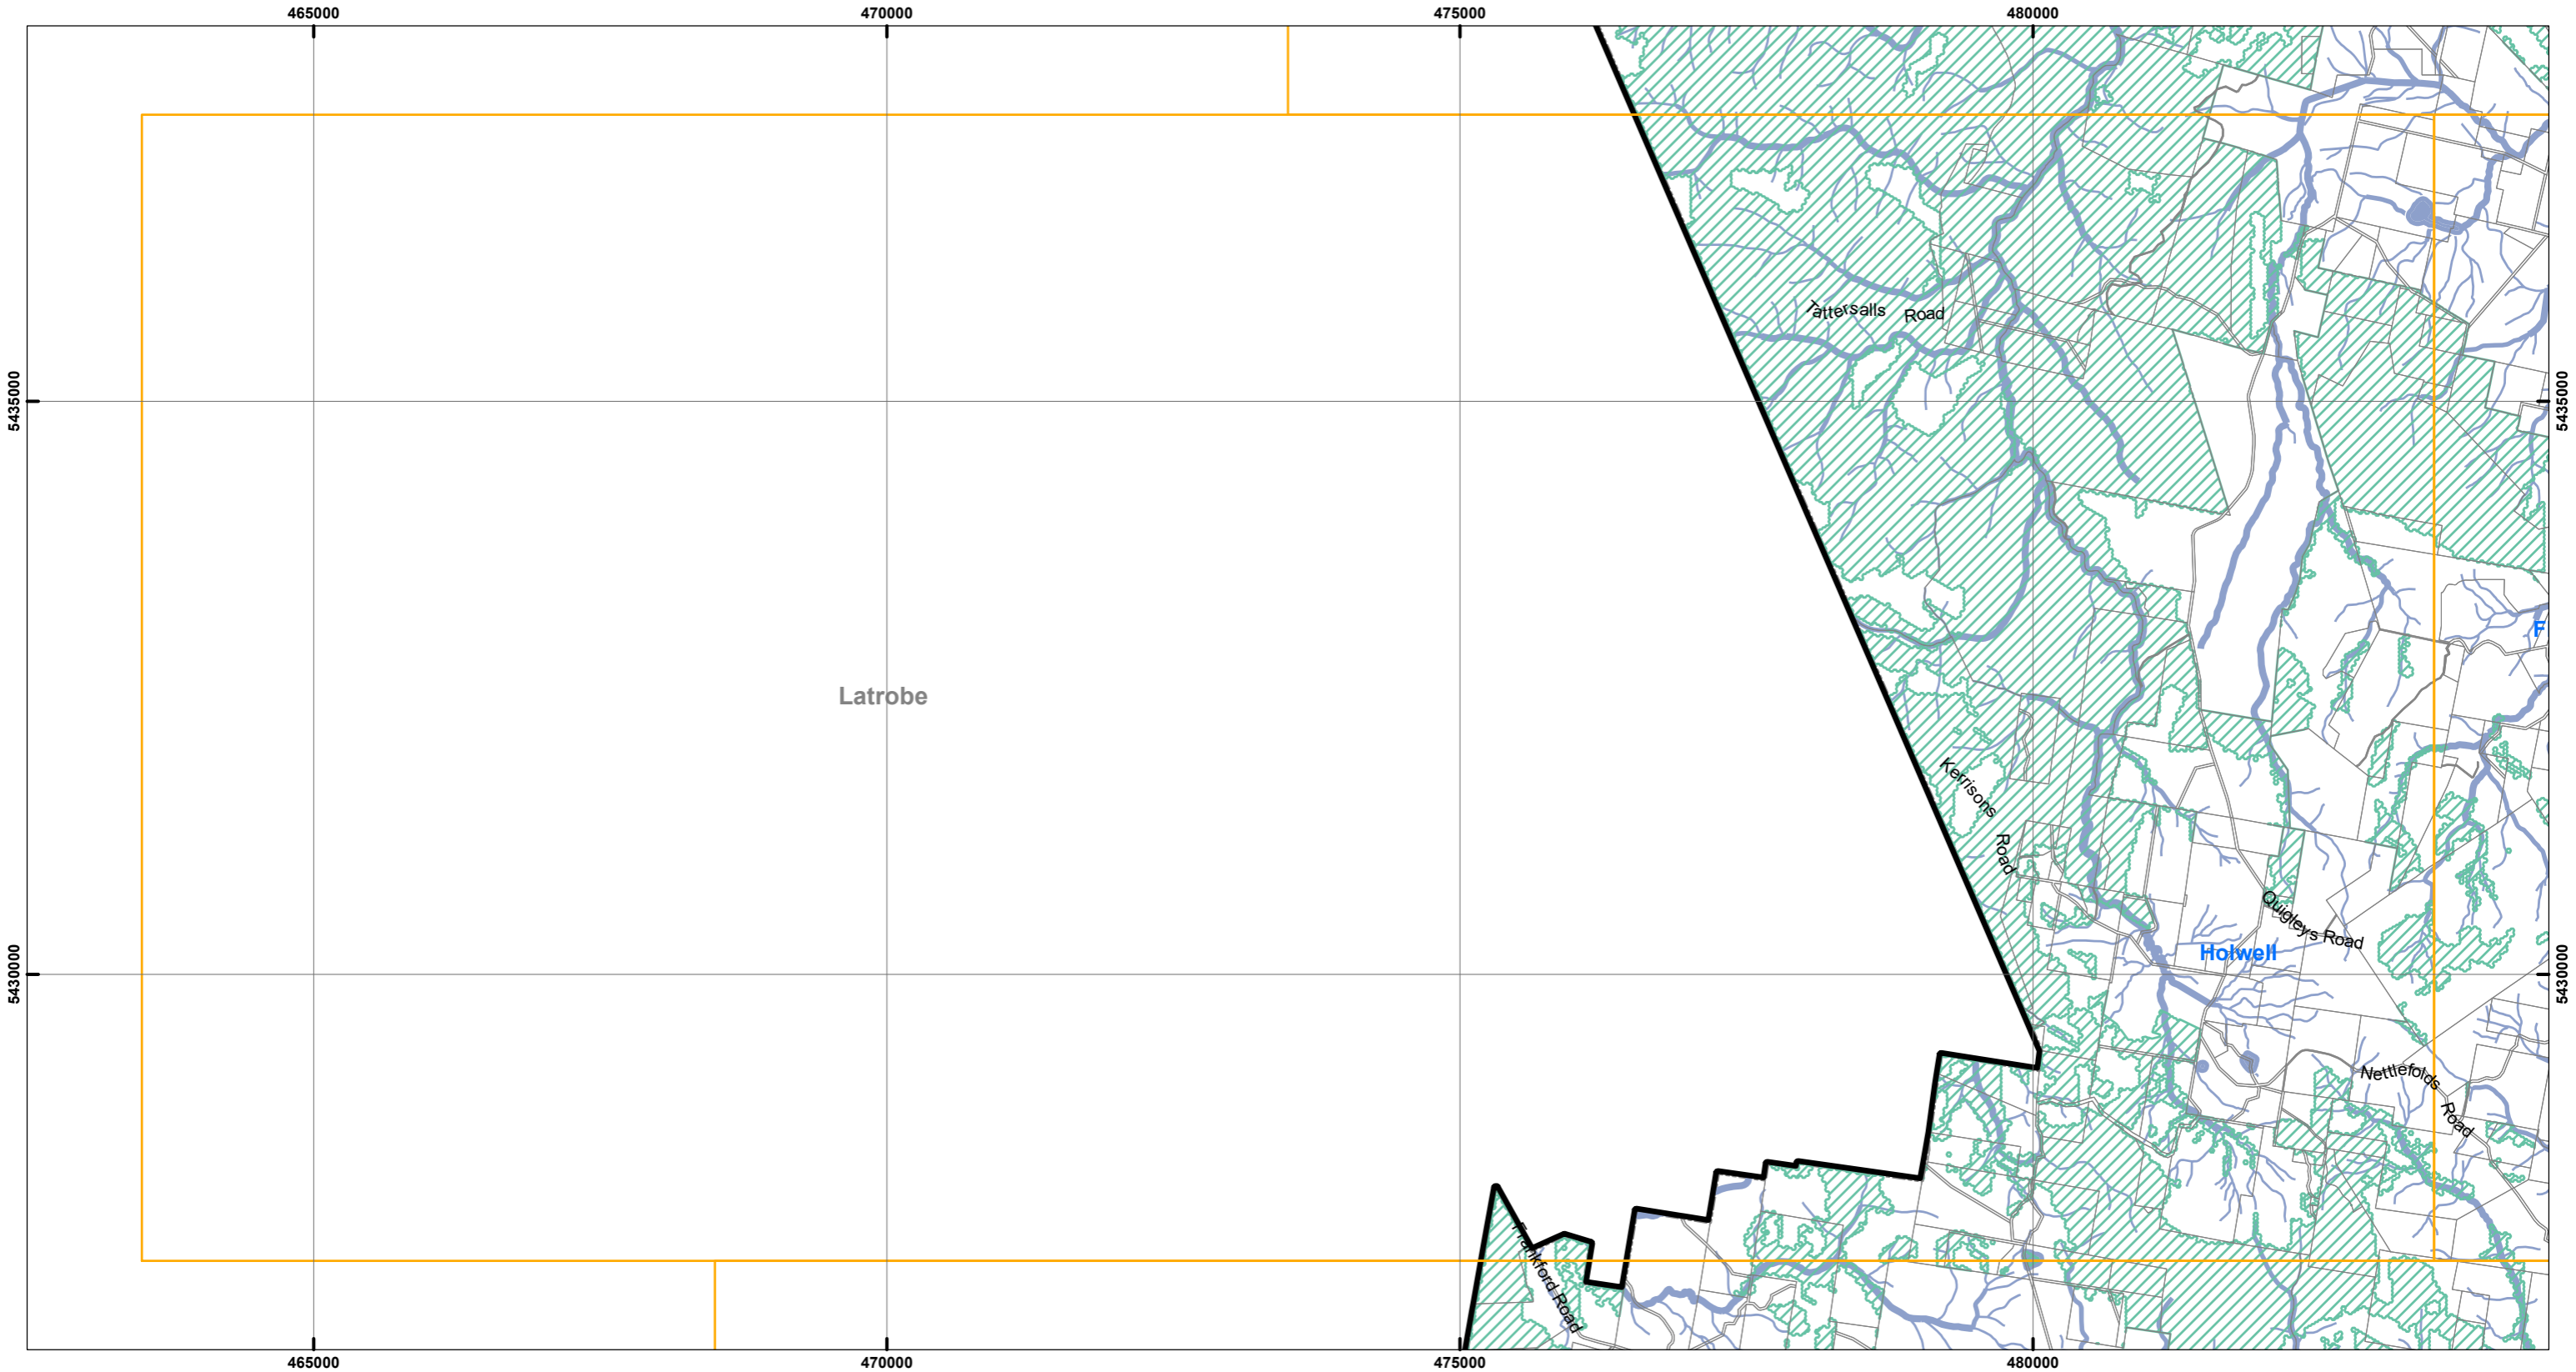 465000 470000 475000 480000
5435000 5435000
Tattersalls Road
F
Latrobe
Kerrisons Road
Quigleys Road
Holwell
5430000 5430000
Nettlefolds Road
Frankford Road
465000 470000 475000 480000